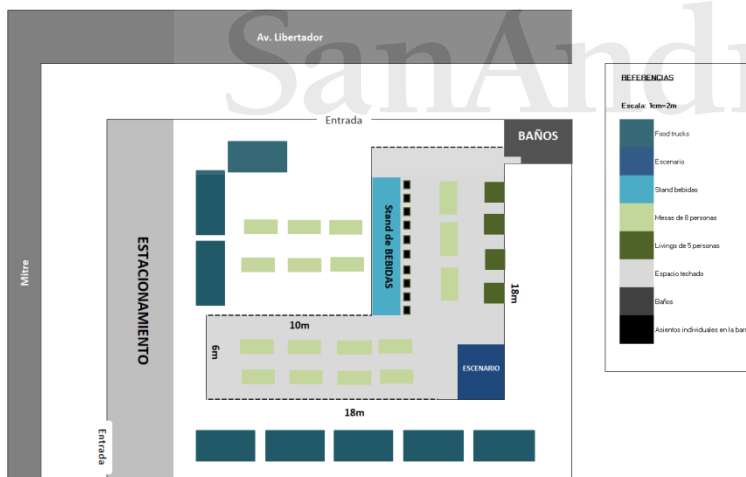 SanAndr
Av. Libertador
REFERENCIAS
Escala: 1cm=2m
Food trucks
Escenario
Stand bebidas
Mesas de 8 personas
Livings de 5 personas
Espacio techado
Baños
Asientos individuales en la barr
Entrada
BAÑOS
Mitre
ESTACIONAMIENTO
Stand de BEBIDAS
18m
10m
6m
ESCENARIO
18m
Entrada